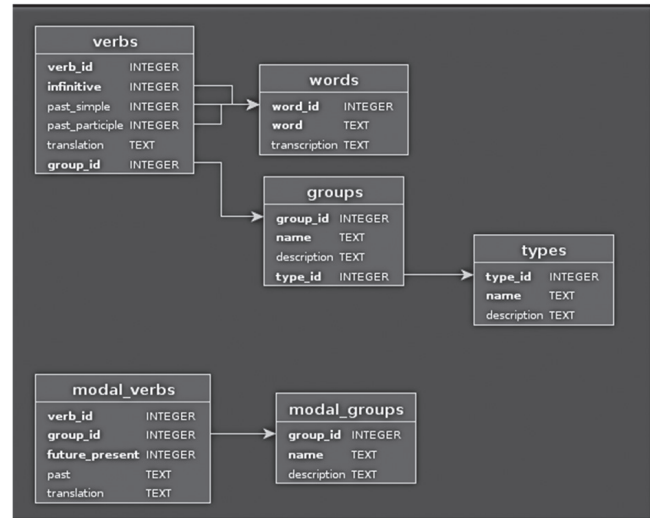 verbs
verb_id INTEGER
infinitive INTEGER
past_simple INTEGER
past_participle INTEGER
translation TEXT
group_id INTEGER
words
word_id INTEGER
word TEXT
transcription TEXT
groups
group_id INTEGER
name TEXT
description TEXT
type_id INTEGER
types
type_id INTEGER
name TEXT
description TEXT
modal_verbs
verb_id INTEGER
group_id INTEGER
future_present INTEGER
past TEXT
translation TEXT
modal_groups
group_id INTEGER
name TEXT
description TEXT